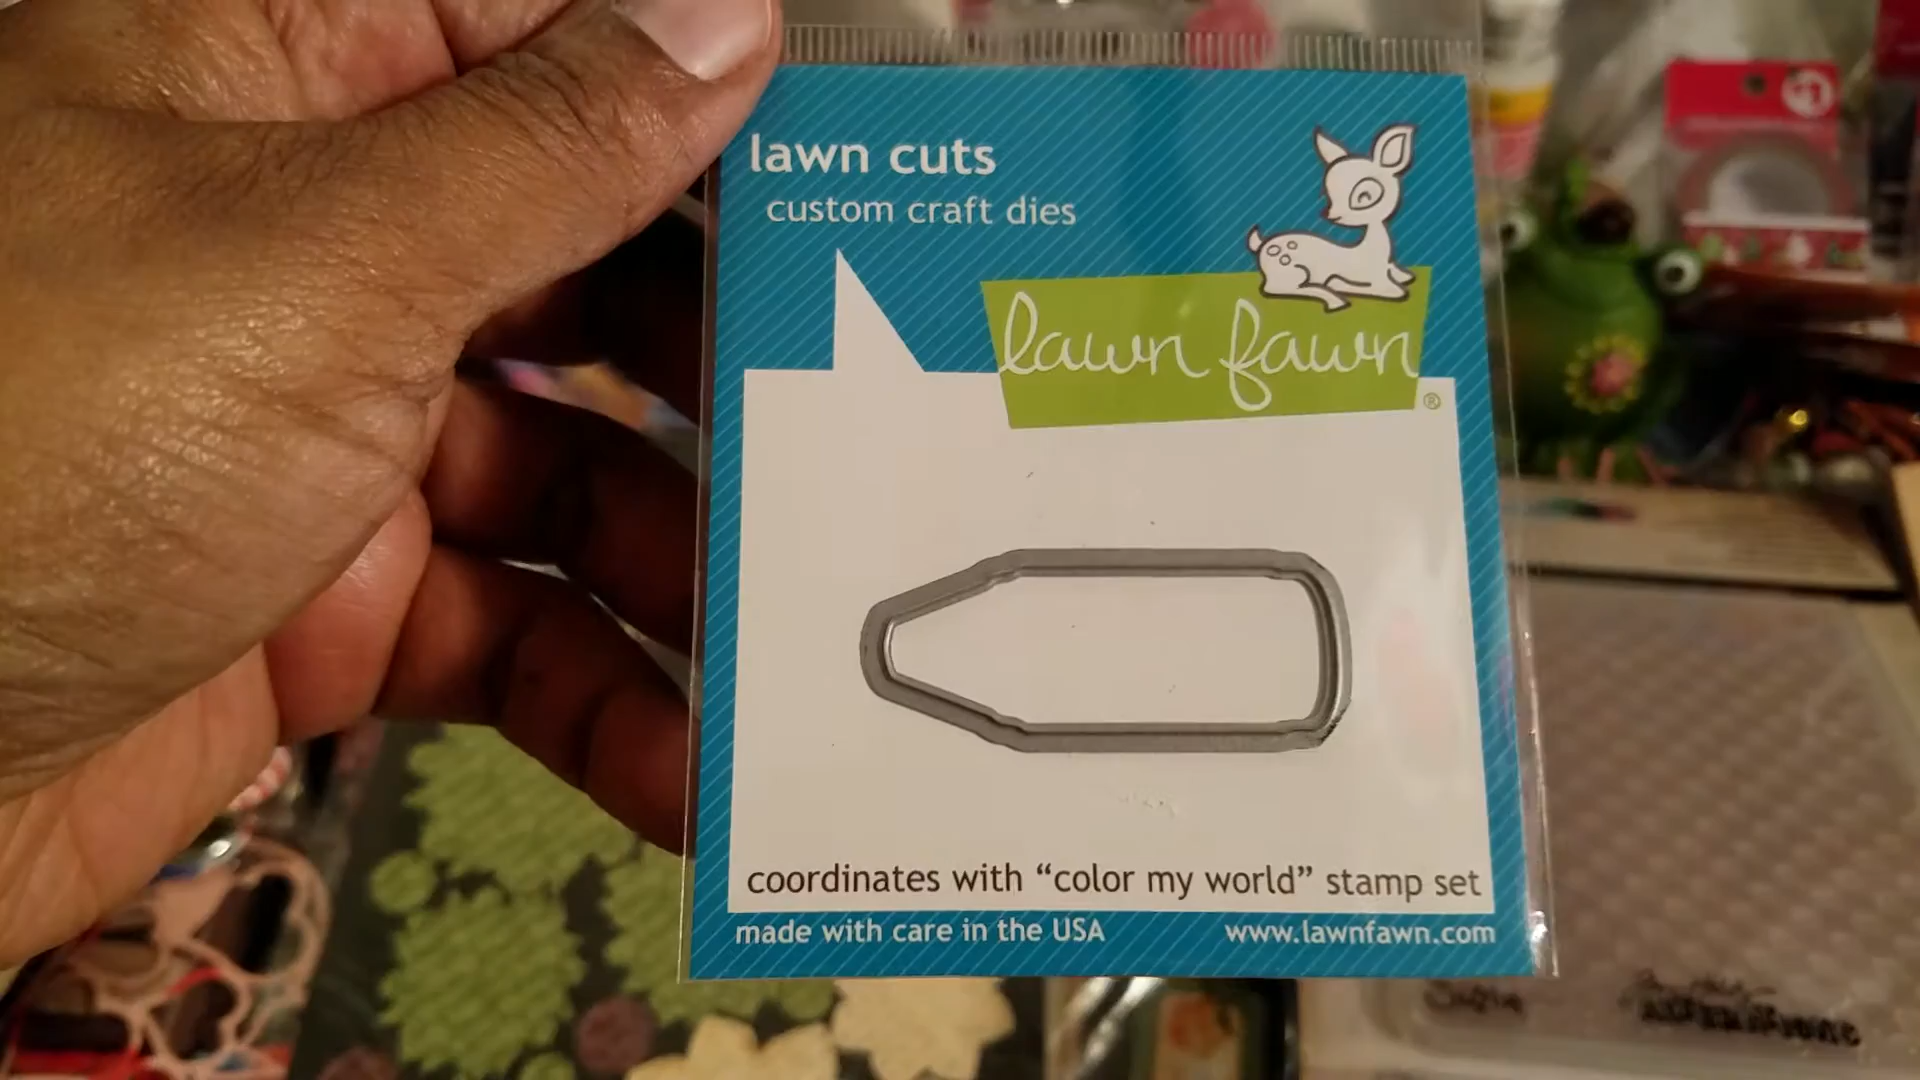 lawn cuts
custom craft dies
lawn fawn
®
coordinates with “color my world” stamp set
made with care in the USA
www.lawnfawn.com